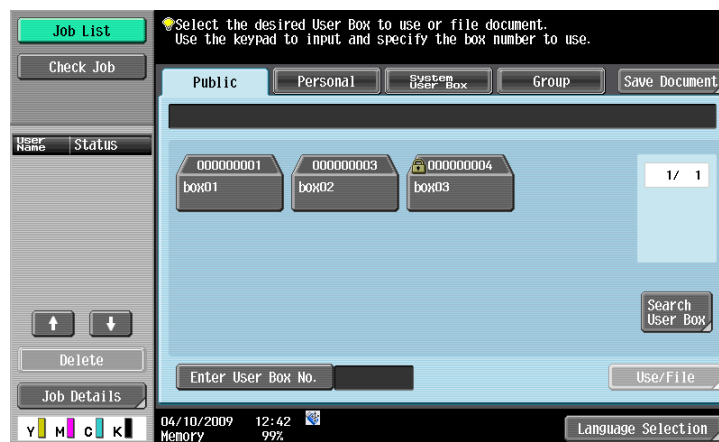 Job List
Check Job
User Name Status
Delete
Job Details
Y M C K
Select the desired User Box to use or file document.
Use the keypad to input and specify the box number to use.
Public Personal System User Box Group Save Document
000000001 000000003 000000004
box01 box02 box03
1/ 1
Search
User Box
Enter User Box No.
Use/File
04/10/2009 12:42
Memory 99%
Language Selection